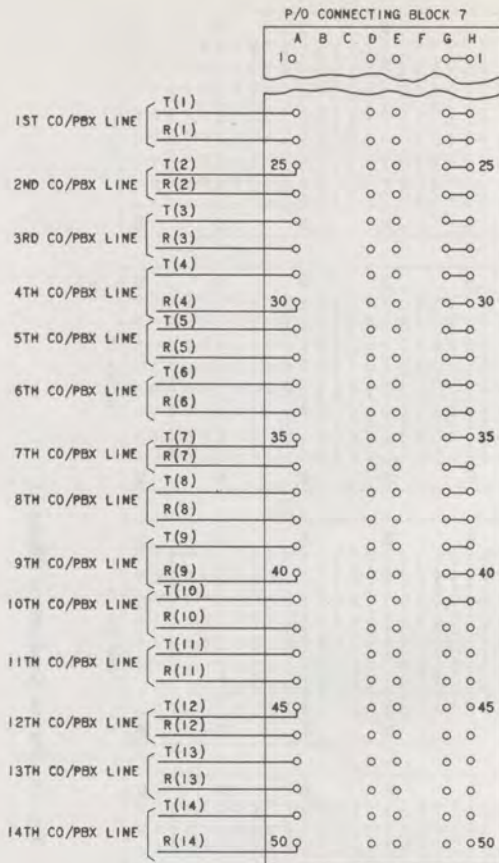 P/O CONNECTING BLOCK 7
A B C D E F G H
1 1
1ST CO/PBX LINE T(1)
R(1)
2ND CO/PBX LINE T(2) 25 25
R(2)
3RD CO/PBX LINE T(3)
R(3)
4TH CO/PBX LINE T(4)
R(4) 30 30
5TH CO/PBX LINE T(5)
R(5)
6TH CO/PBX LINE T(6)
R(6)
7TH CO/PBX LINE T(7) 35 35
R(7)
8TH CO/PBX LINE T(8)
R(8)
9TH CO/PBX LINE T(9)
R(9) 40 40
10TH CO/PBX LINE T(10)
R(10)
11TH CO/PBX LINE T(11)
R(11)
12TH CO/PBX LINE T(12) 45 45
R(12)
13TH CO/PBX LINE T(13)
R(13)
14TH CO/PBX LINE T(14)
R(14) 50 50